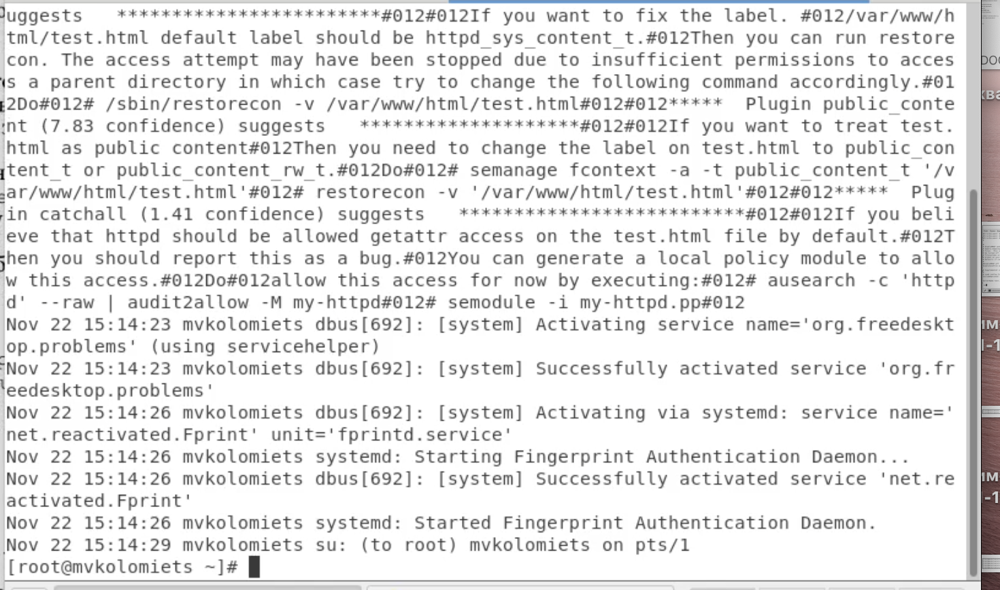 uggests   ************************#012#012If you want to fix the label. #012/var/www/h
tml/test.html default label should be httpd_sys_content_t.#012Then you can run restore
con. The access attempt may have been stopped due to insufficient permissions to acces
s a parent directory in which case try to change the following command accordingly.#01
2Do#012# /sbin/restorecon -v /var/www/html/test.html#012#012*****  Plugin public_conte
nt (7.83 confidence) suggests   ********************#012#012If you want to treat test.
html as public content#012Then you need to change the label on test.html to public_con
tent_t or public_content_rw_t.#012Do#012# semanage fcontext -a -t public_content_t '/v
ar/www/html/test.html'#012# restorecon -v '/var/www/html/test.html'#012#012*****  Plug
in catchall (1.41 confidence) suggests   **************************#012#012If you beli
eve that httpd should be allowed getattr access on the test.html file by default.#012T
hen you should report this as a bug.#012You can generate a local policy module to allo
w this access.#012Do#012allow this access for now by executing:#012# ausearch -c 'http
d' --raw | audit2allow -M my-httpd#012# semodule -i my-httpd.pp#012
Nov 22 15:14:23 mvkolomiets dbus[692]: [system] Activating service name='org.freedeskt
op.problems' (using servicehelper)
Nov 22 15:14:23 mvkolomiets dbus[692]: [system] Successfully activated service 'org.fr
eedesktop.problems'
Nov 22 15:14:26 mvkolomiets dbus[692]: [system] Activating via systemd: service name='
net.reactivated.Fprint' unit='fprintd.service'
Nov 22 15:14:26 mvkolomiets systemd: Starting Fingerprint Authentication Daemon...
Nov 22 15:14:26 mvkolomiets dbus[692]: [system] Successfully activated service 'net.re
activated.Fprint'
Nov 22 15:14:26 mvkolomiets systemd: Started Fingerprint Authentication Daemon.
Nov 22 15:14:29 mvkolomiets su: (to root) mvkolomiets on pts/1
[root@mvkolomiets ~]#